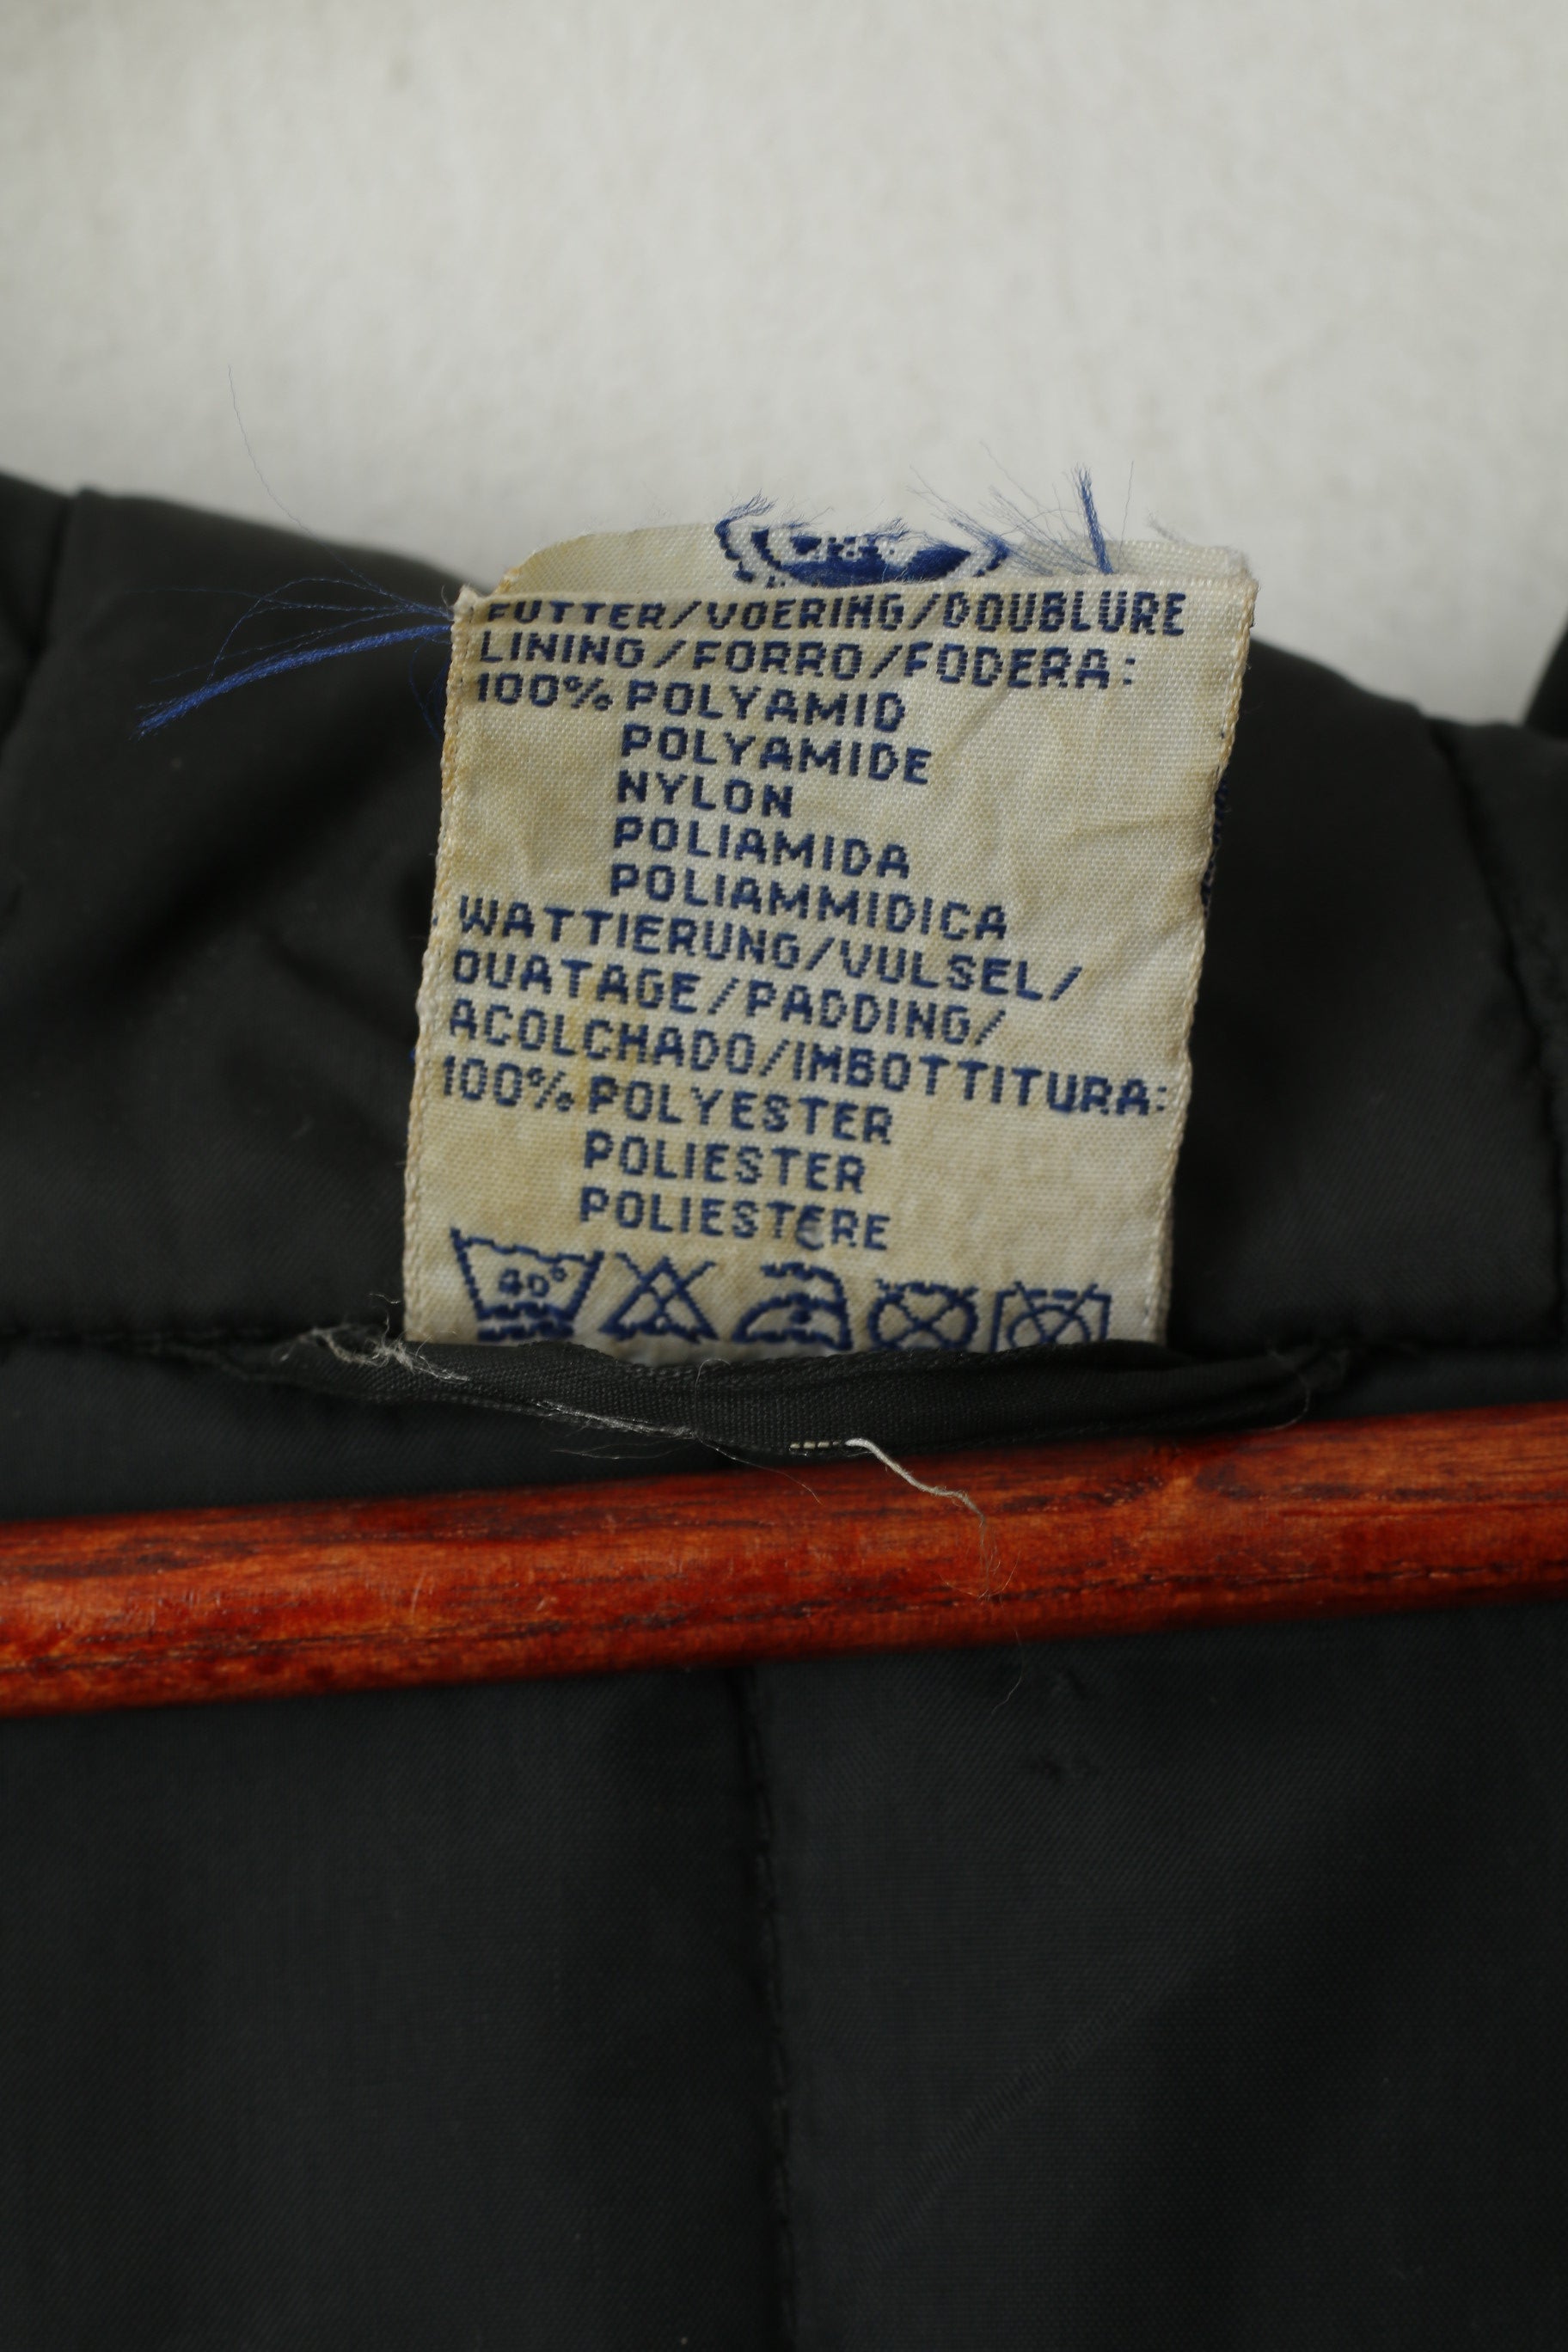 FUTTER/VOERING/DOUBLURE
LINING/FORRO/FODERA:
100% POLYAMID
POLYAMIDE
NYLON
POLIAMIDA
POLIAMMIDICA
WATTIERUNG/VULSEL/
OUATAGE/PADDING/
ACOLCHADO/IMBOTTITURA:
100% POLYESTER
POLIESTER
POLIESTERE
40°